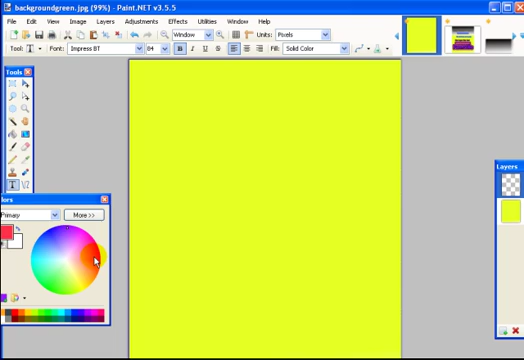 backgroundgreen.jpg (99%) - Paint.NET v3.5.5
File Edit View Image Layers Adjustments Effects Utilities Window Help
Window Units: Pixels
Tool: T Font: Impress BT 84 B I U S Fill: Solid Color
Tools
Layers
lors
Primary More >>